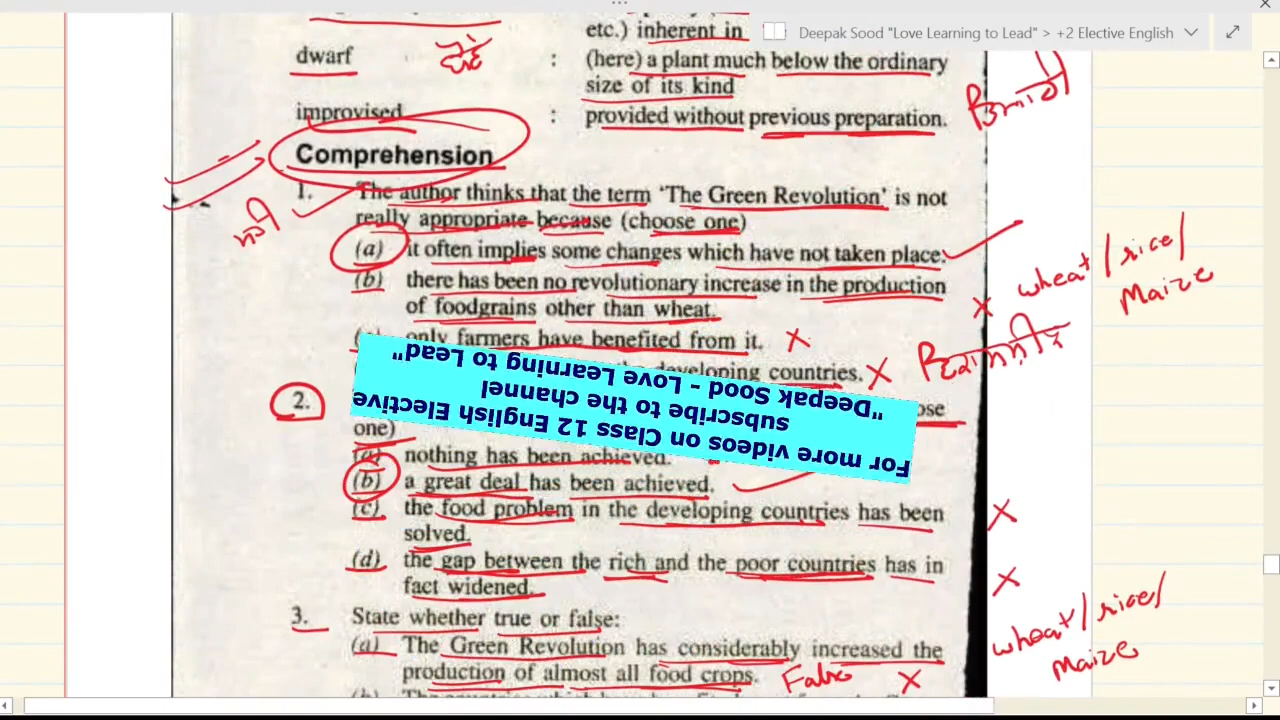 etc.) inherent in
Deepak Sood "Love Learning to Lead" > +2 Elective English
dwarf : (here) a plant much below the ordinary
size of its kind
improvised : provided without previous preparation.
Comprehension
1. The author thinks that the term 'The Green Revolution' is not
really appropriate because (choose one)
(a) it often implies some changes which have not taken place.
(b) there has been no revolutionary increase in the production
of foodgrains other than wheat.
wheat/rice/
Maize
only farmers have benefited from it.
developing countries.
For more videos on Class 12 English Elective
subscribe to the channel
"Deepak Sood - Love Learning to Lead"
2.
one)
(a) nothing has been achieved.
(b) a great deal has been achieved.
(c) the food problem in the developing countries has been
solved.
(d) the gap between the rich and the poor countries has in
fact widened.
3. State whether true or false:
(a) The Green Revolution has considerably increased the
production of almost all food crops.
wheat/rice/
Maize